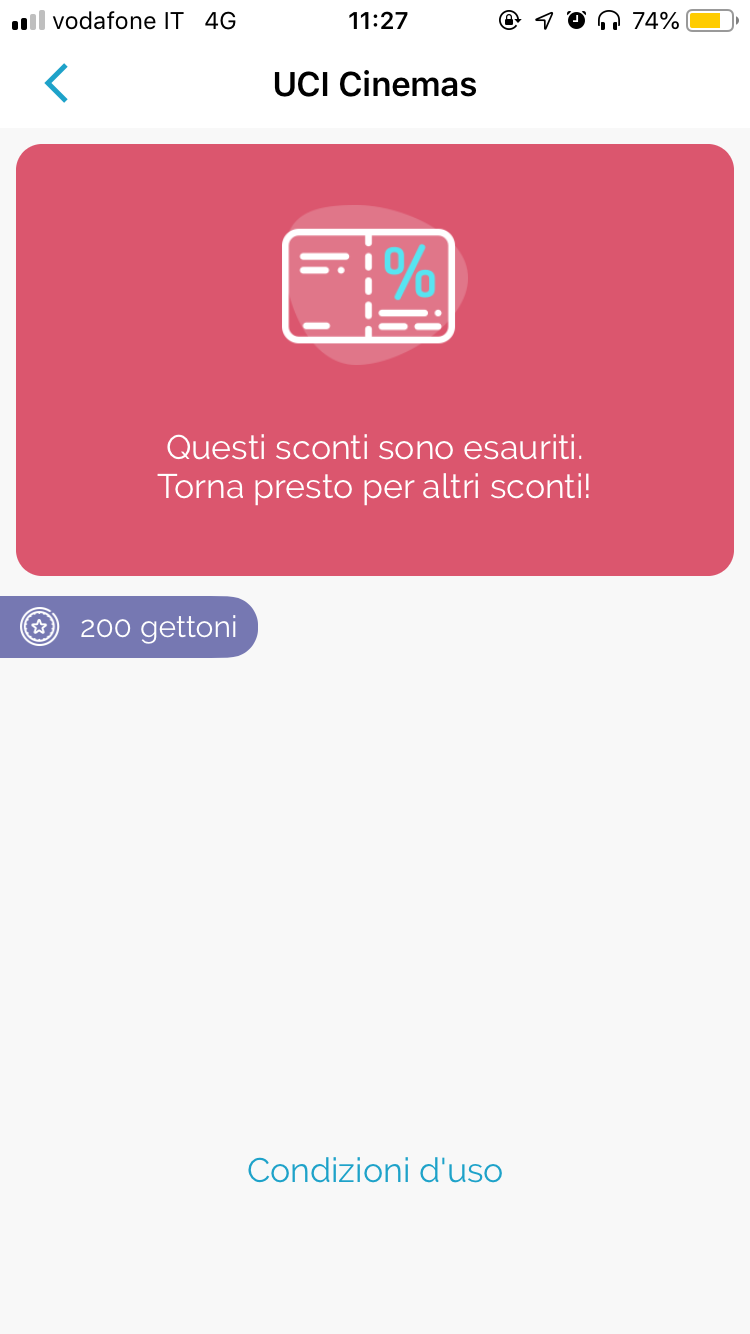 vodafone IT 4G 11:27 74%
UCI Cinemas
%
Questi sconti sono esauriti.
Torna presto per altri sconti!
200 gettoni
Condizioni d'uso